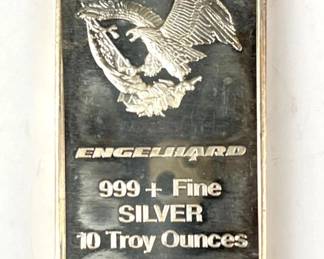 ENGELHARD
999 + Fine
SILVER
10 Troy Ounces